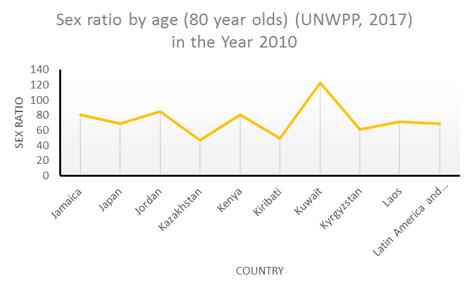 Sex ratio by age (80 year olds) (UNWPP, 2017)
in the Year 2010
SEX RATIO
140
120
100
80
60
40
20
0
Jamaica
Japan
Jordan
Kazakhstan
Kenya
Kiribati
Kuwait
Kyrgyzstan
Laos
Latin America and...
COUNTRY